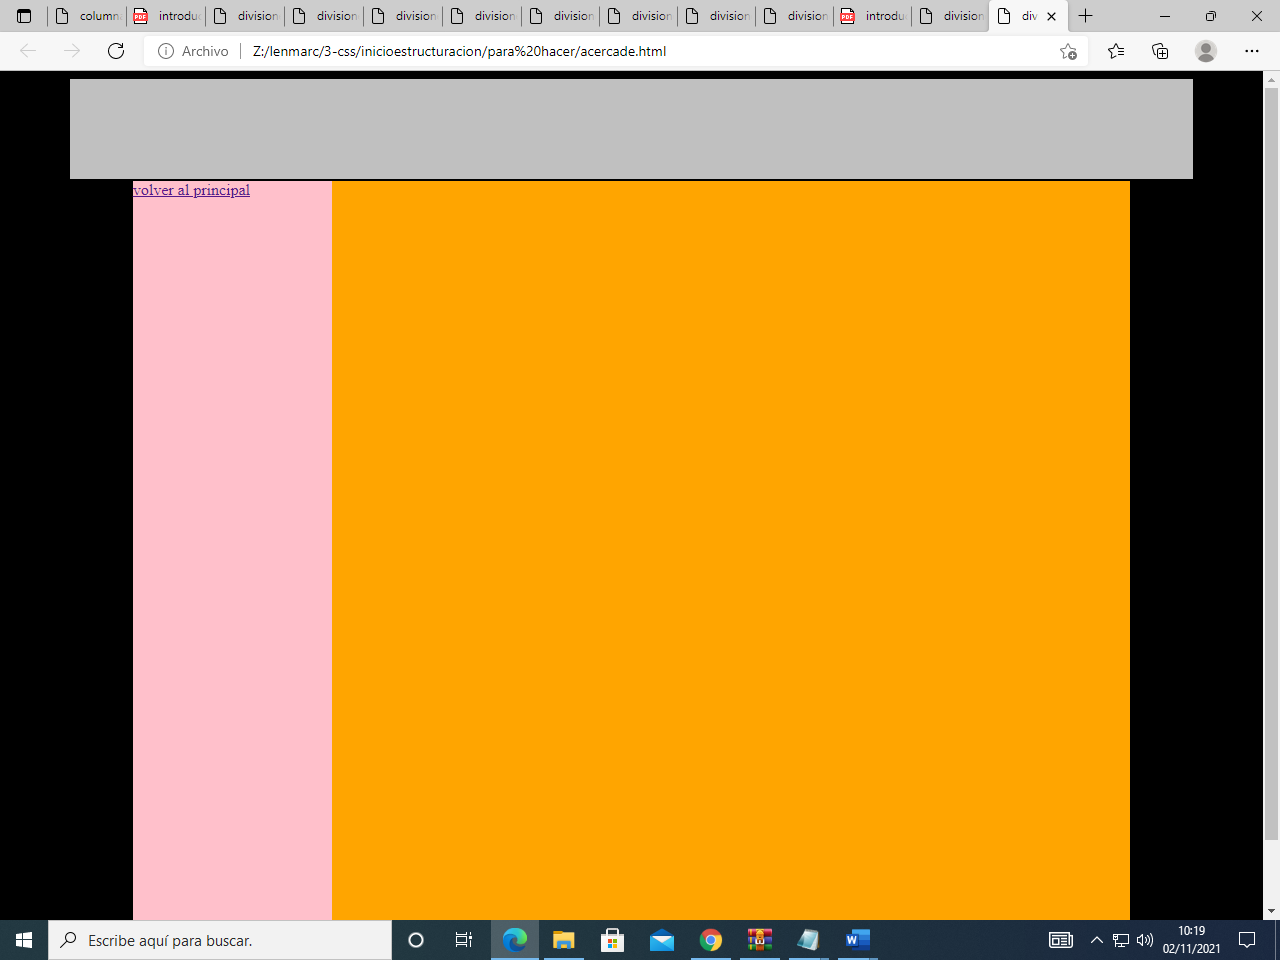 column
introdu
division
division
division
division
division
division
division
division
introdu
division
div
Archivo
Z:/lenmarc/3-css/inicioestructuracion/para%20hacer/acercade.html
volver al principal
Escribe aquí para buscar.
10:19
02/11/2021